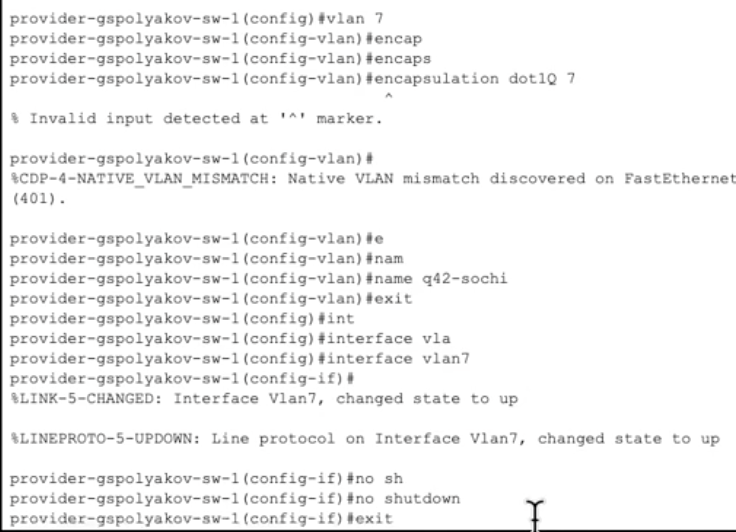 provider-gspolyakov-sw-1(config)#vlan 7
provider-gspolyakov-sw-1(config-vlan)#encap
provider-gspolyakov-sw-1(config-vlan)#encaps
provider-gspolyakov-sw-1(config-vlan)#encapsulation dot1Q 7
^
% Invalid input detected at '^' marker.
provider-gspolyakov-sw-1(config-vlan)#
%CDP-4-NATIVE_VLAN_MISMATCH: Native VLAN mismatch discovered on FastEthernet
(401).
provider-gspolyakov-sw-1(config-vlan)#e
provider-gspolyakov-sw-1(config-vlan)#nam
provider-gspolyakov-sw-1(config-vlan)#name q42-sochi
provider-gspolyakov-sw-1(config-vlan)#exit
provider-gspolyakov-sw-1(config)#int
provider-gspolyakov-sw-1(config)#interface vla
provider-gspolyakov-sw-1(config)#interface vlan7
provider-gspolyakov-sw-1(config-if)#
%LINK-5-CHANGED: Interface Vlan7, changed state to up
%LINEPROTO-5-UPDOWN: Line protocol on Interface Vlan7, changed state to up
provider-gspolyakov-sw-1(config-if)#no sh
provider-gspolyakov-sw-1(config-if)#no shutdown
provider-gspolyakov-sw-1(config-if)#exit